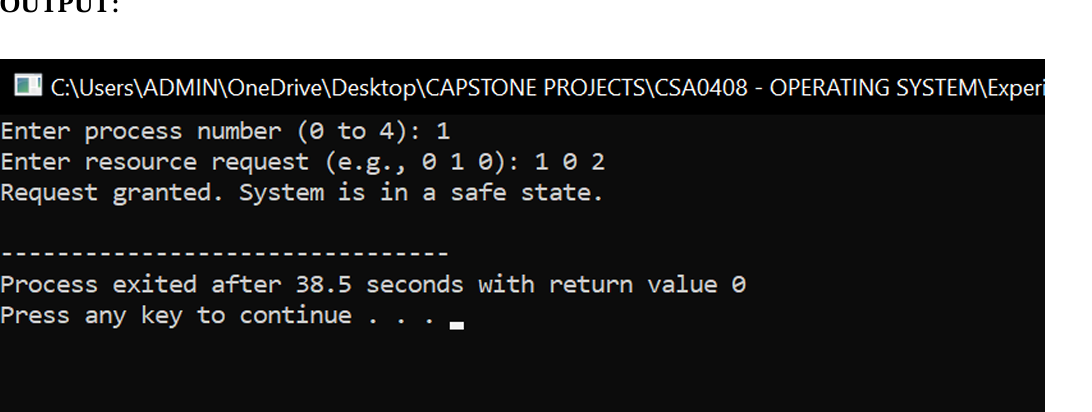 OUTPUT:
C:\Users\ADMIN\OneDrive\Desktop\CAPSTONE PROJECTS\CSA0408 - OPERATING SYSTEM\Experi
Enter process number (0 to 4): 1
Enter resource request (e.g., 0 1 0): 1 0 2
Request granted. System is in a safe state.
--------------------------------
Process exited after 38.5 seconds with return value 0
Press any key to continue . . .